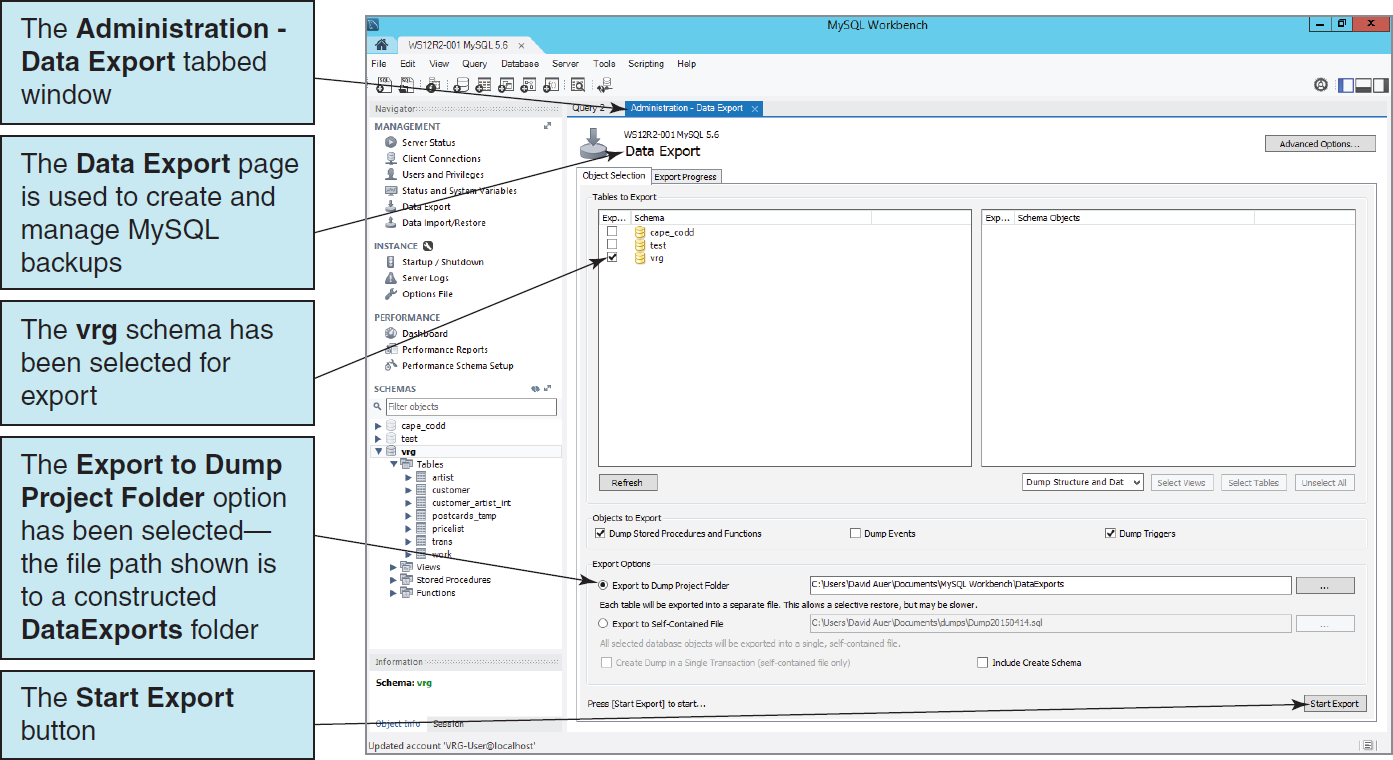 The Administration -
Data Export tabbed
window
The Data Export page
is used to create and
manage MySQL
backups
The vrg schema has
been selected for
export
The Export to Dump
Project Folder option
has been selected—
the file path shown is
to a constructed
DataExports folder
The Start Export
button
MySQL Workbench
WS12R2-001 MySQL 5.6
File Edit View Query Database Server Tools Scripting Help
Navigator
MANAGEMENT
Server Status
Client Connections
Users and Privileges
Status and System Variables
Data Export
Data Import/Restore
INSTANCE
Startup / Shutdown
Server Logs
Options File
PERFORMANCE
Dashboard
Performance Reports
Performance Schema Setup
SCHEMAS
Filter objects
cape_codd
test
vrg
Tables
artist
customer
customer_artist_int
postcards_temp
pricelist
trans
work
Views
Stored Procedures
Functions
Information
Schema: vrg
Object Info Session
Updated account 'VRG-User@localhost'
Query 2 Administration - Data Export
WS12R2-001 MySQL 5.6
Data Export
Advanced Options...
Object Selection Export Progress
Tables to Export
Exp... Schema
cape_codd
test
vrg
Exp... Schema Objects
Refresh
Dump Structure and Dat Select Views Select Tables Unselect All
Objects to Export
Dump Stored Procedures and Functions Dump Events Dump Triggers
Export Options
Export to Dump Project Folder C:\Users\David Auer\Documents\MySQL Workbench\DataExports ...
Each table will be exported into a separate file. This allows a selective restore, but may be slower.
Export to Self-Contained File C:\Users\David Auer\Documents\dumps\Dump20150414.sql ...
All selected database objects will be exported into a single, self-contained file.
Create Dump in a Single Transaction (self-contained file only) Include Create Schema
Press [Start Export] to start...
Start Export